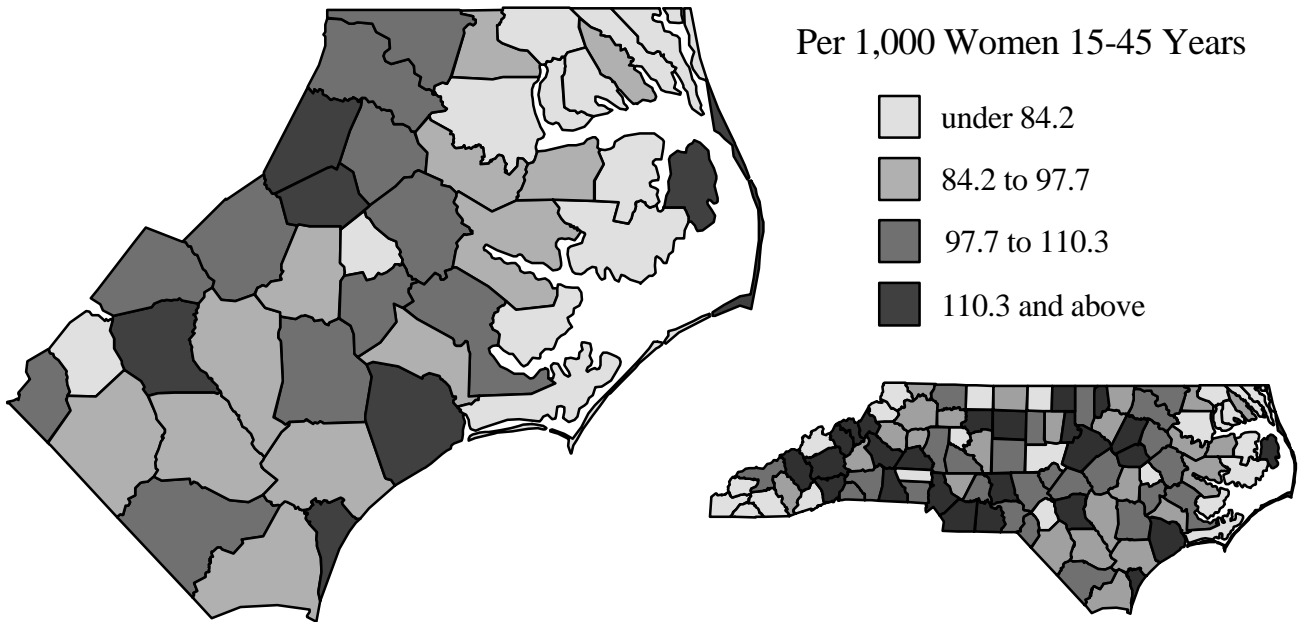 Per 1,000 Women 15-45 Years
under 84.2
84.2 to 97.7
97.7 to 110.3
110.3 and above